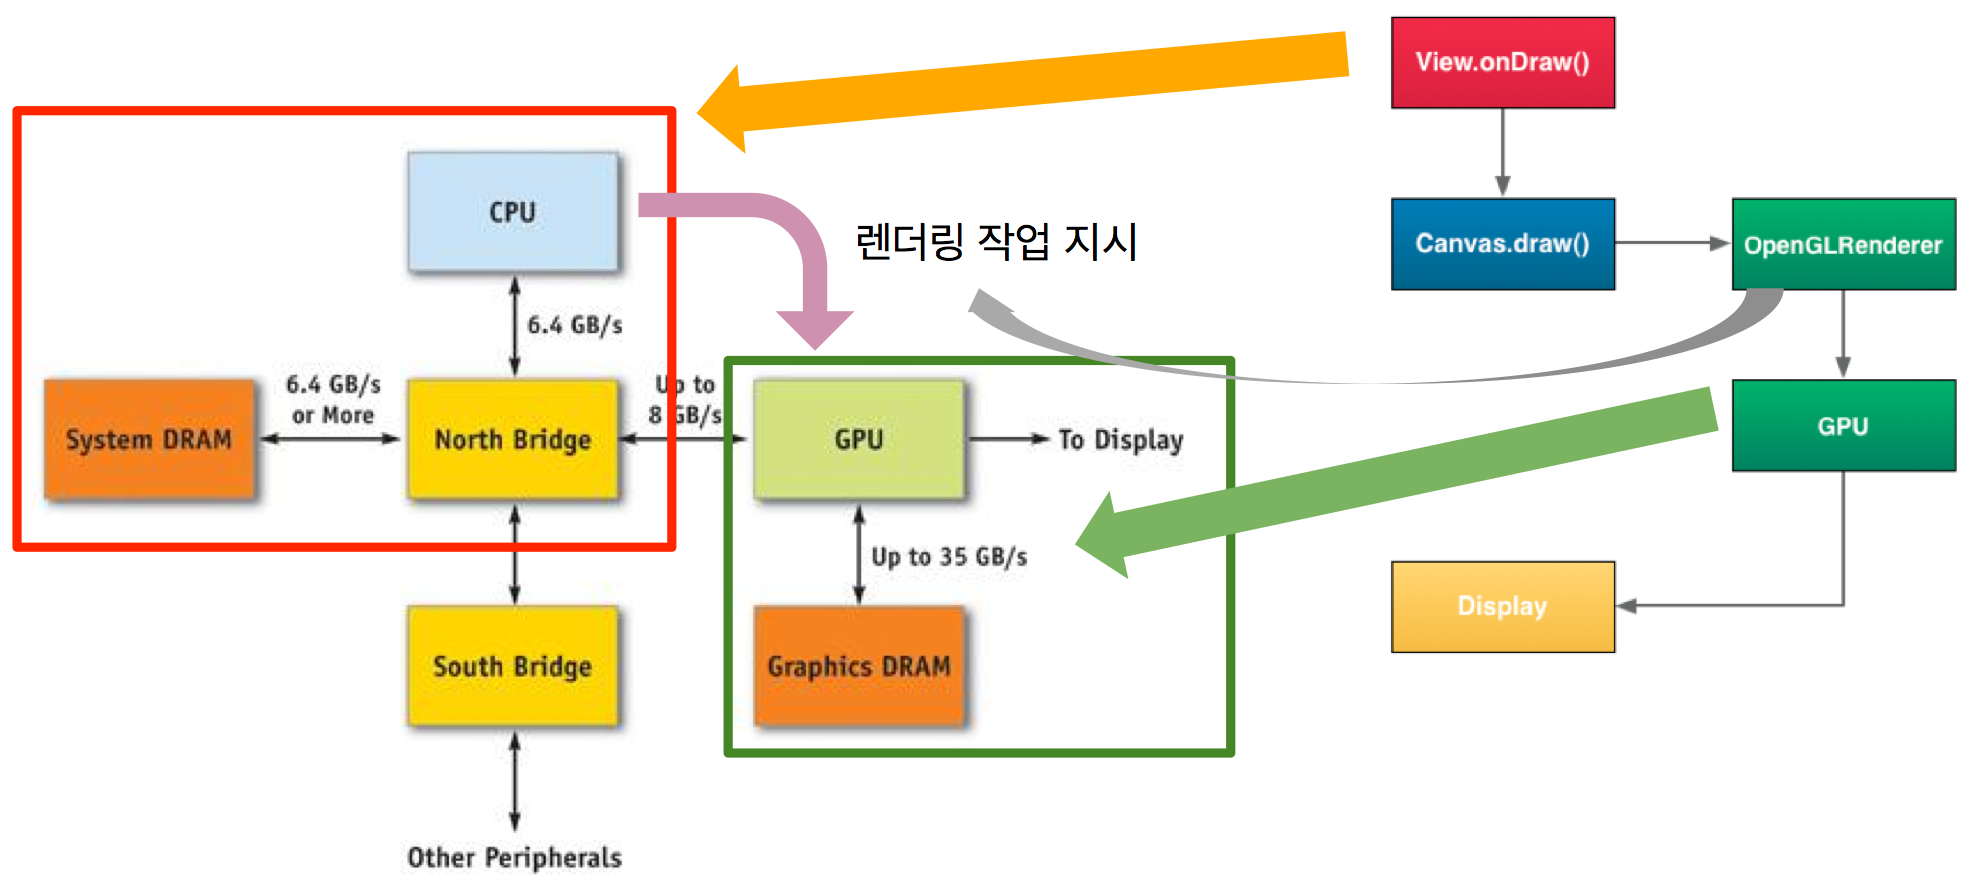 View.onDraw()
CPU
렌더링 작업 지시
Canvas.draw()
OpenGLRenderer
6.4 GB/s
6.4 GB/s
or More
Up to
8 GB/s
System DRAM
North Bridge
GPU
To Display
GPU
Up to 35 GB/s
Display
South Bridge
Graphics DRAM
Other Peripherals